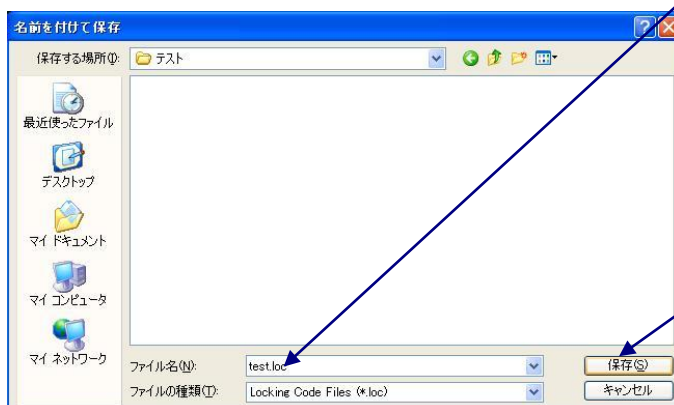 名前を付けて保存
保存する場所(I): テスト
最近使ったファイル
デスクトップ
マイ ドキュメント
マイ コンピュータ
マイ ネットワーク
ファイル名(N): test.loc 保存(S)
ファイルの種類(T): Locking Code Files (*.loc) キャンセル